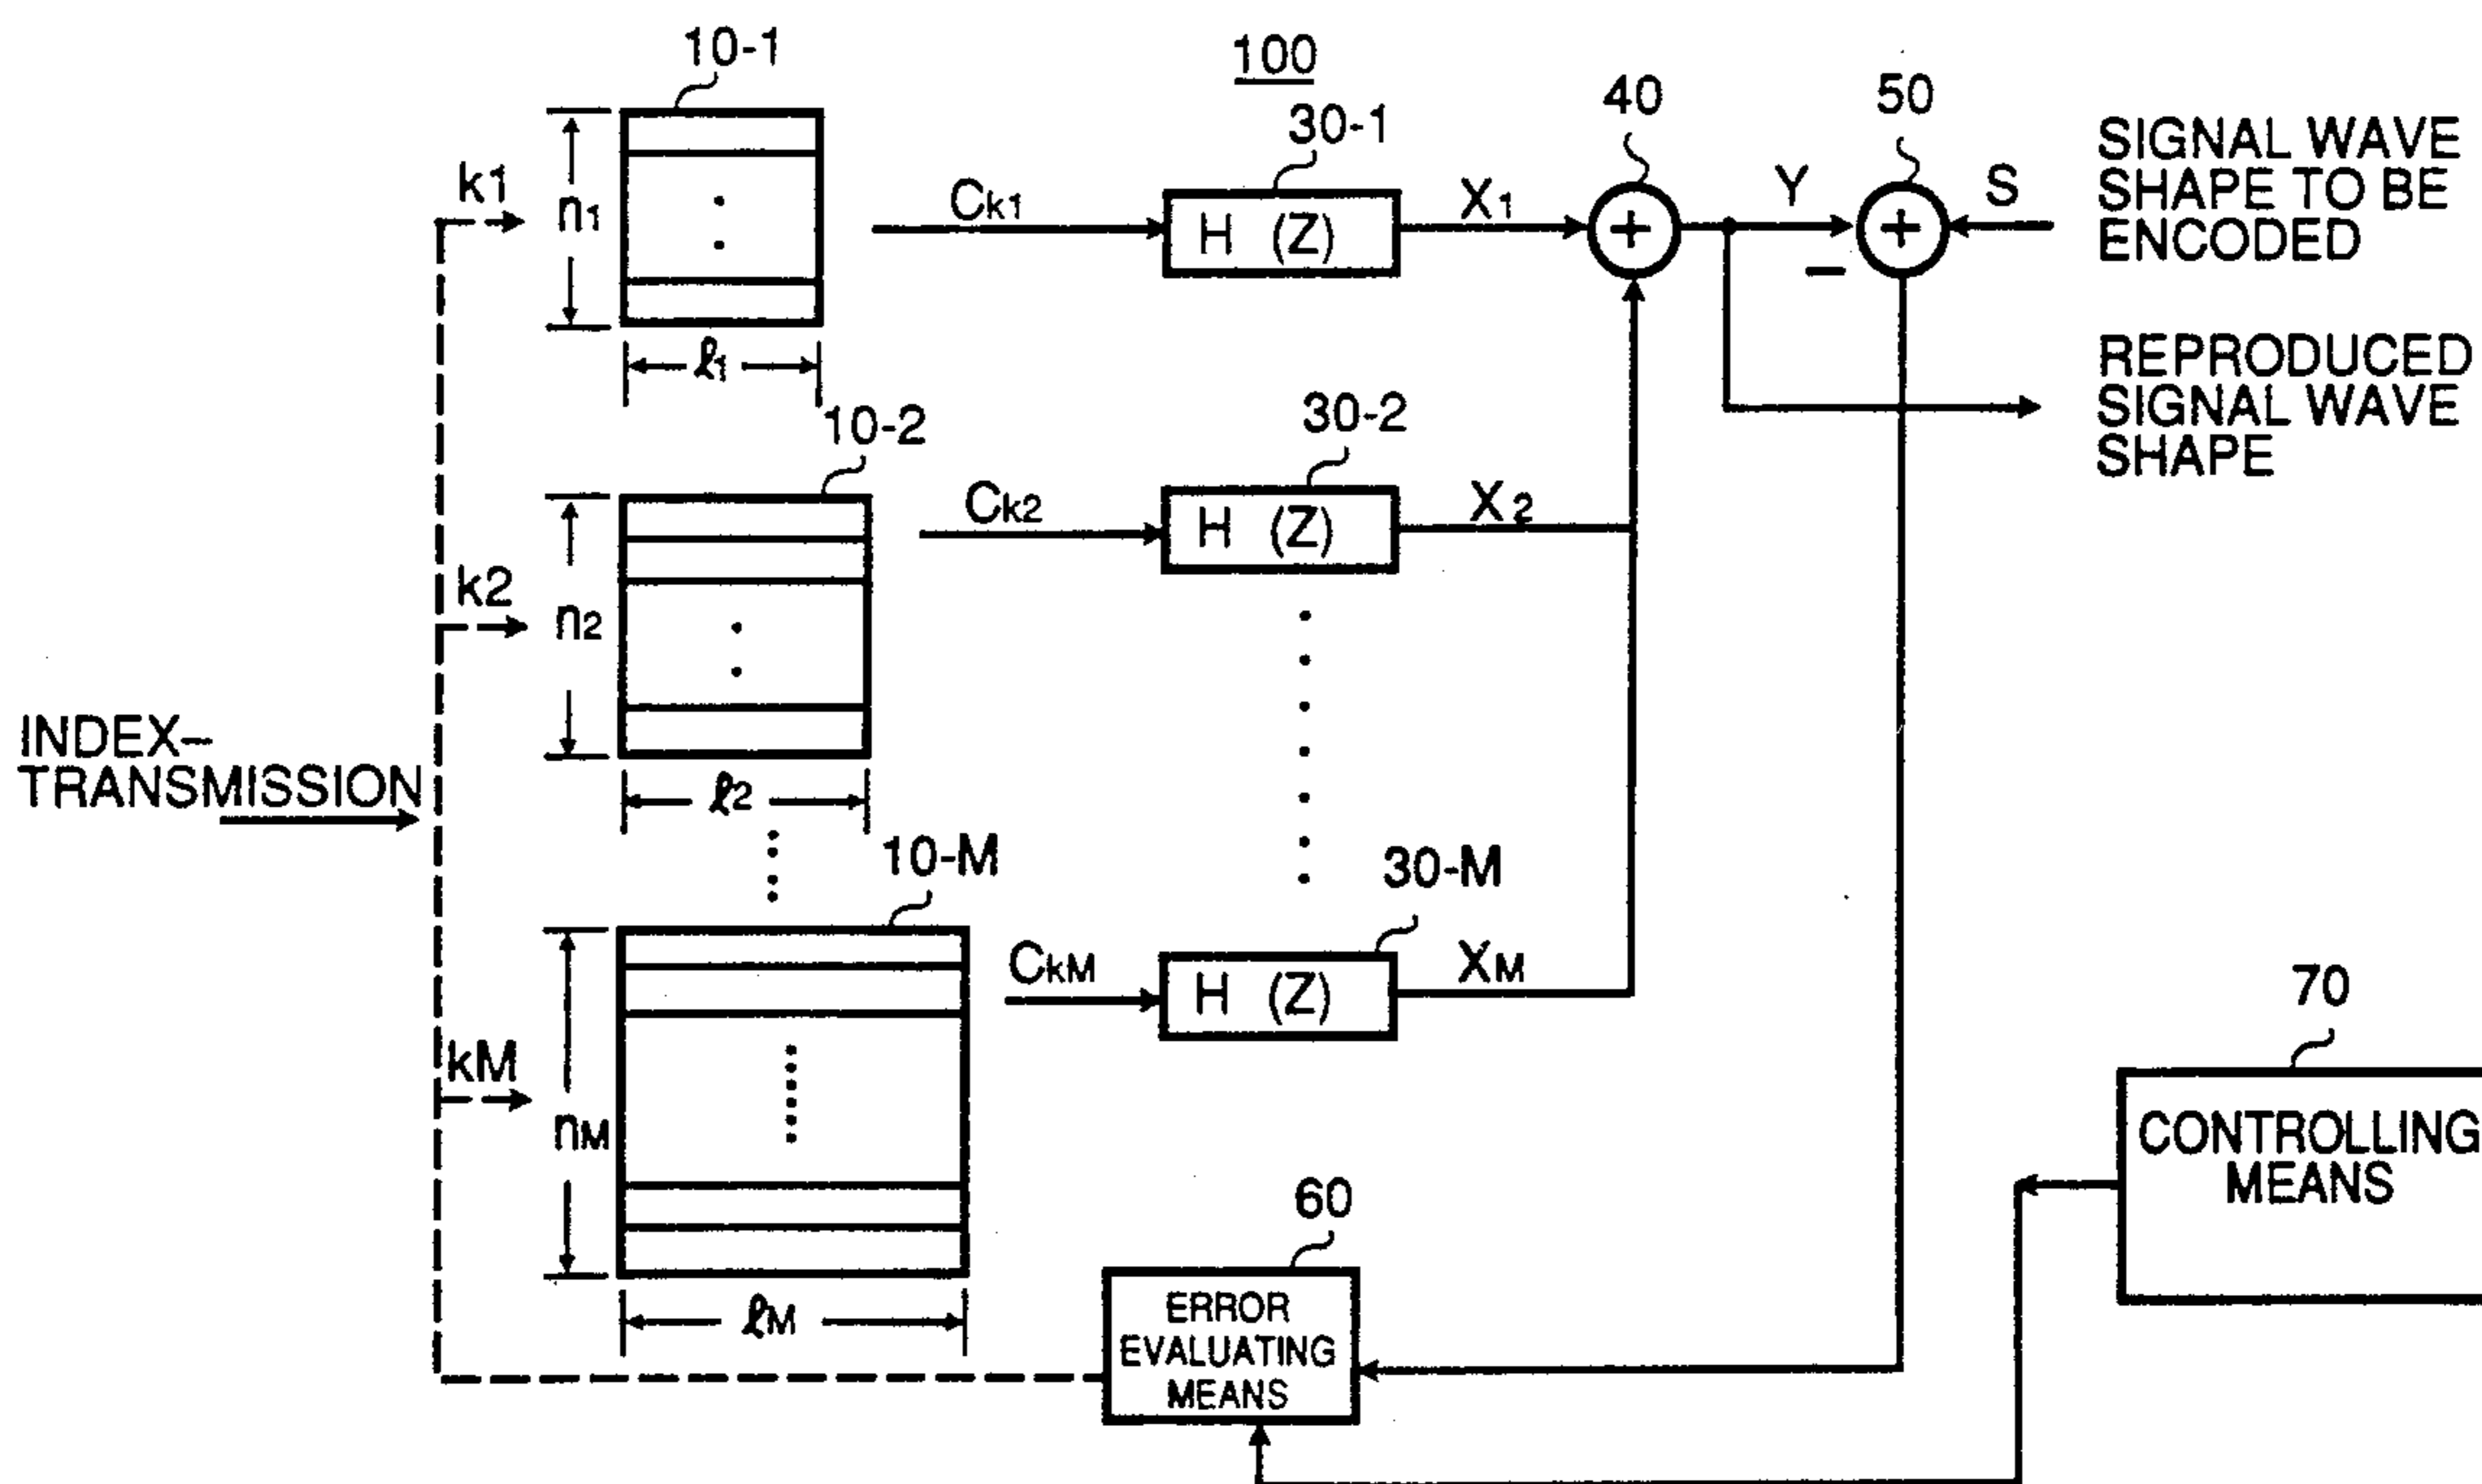 10-1
100
40
50
30-1
k1
n1
Ck1
H (Z)
X1
+
Y
+
S
−
SIGNAL WAVE
SHAPE TO BE
ENCODED
ℓ1
REPRODUCED
SIGNAL WAVE
SHAPE
10-2
30-2
k2
n2
Ck2
H (Z)
X2
ℓ2
INDEX–
TRANSMISSION
10-M
30-M
kM
nM
CkM
H (Z)
XM
ℓM
60
ERROR
EVALUATING
MEANS
70
CONTROLLING
MEANS